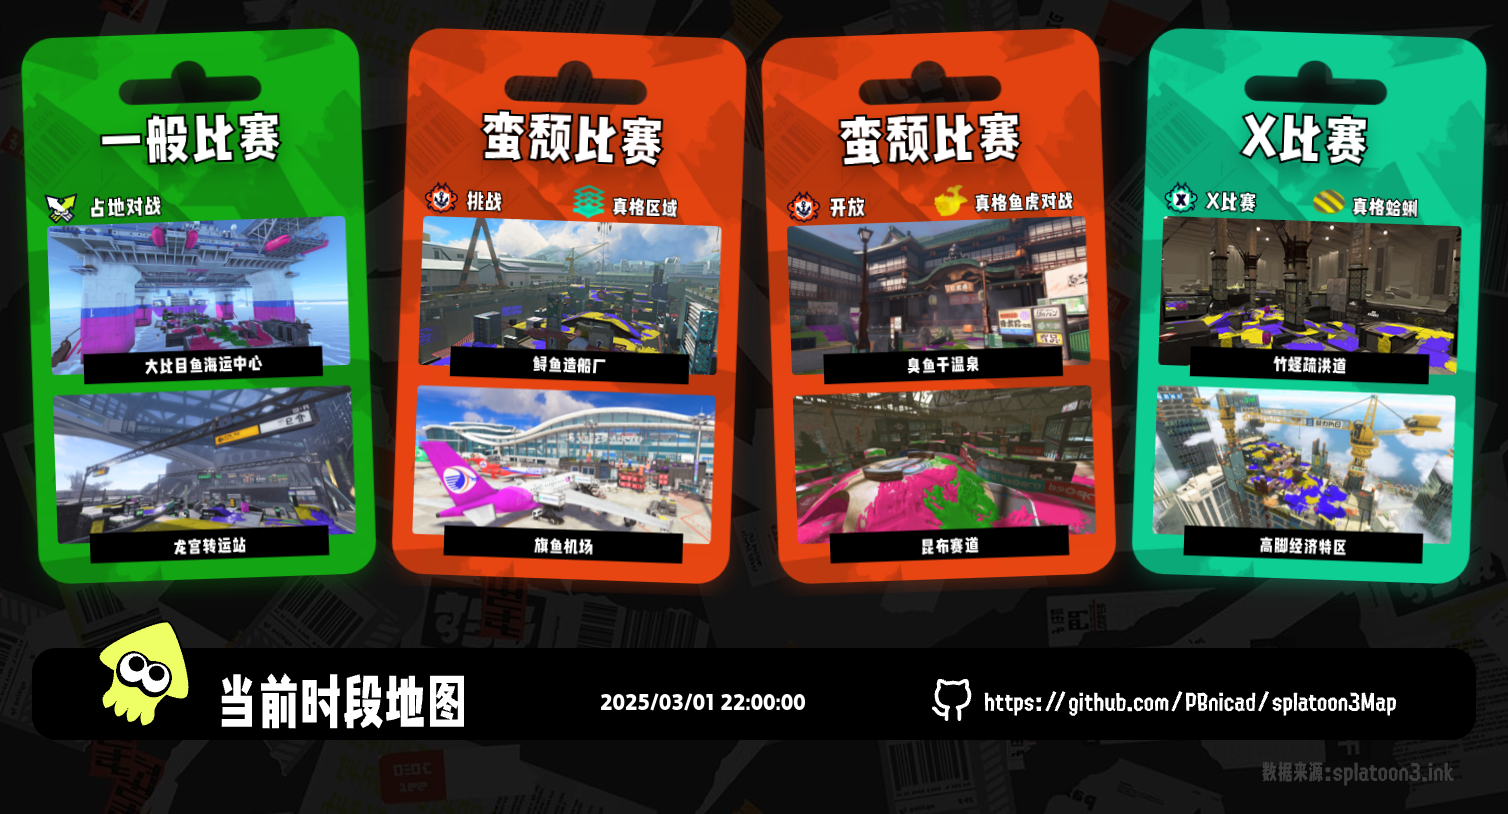 一般比赛
占地对战
大比目鱼海运中心
龙宫转运站
蛮颓比赛
挑战
真格区域
鲟鱼造船厂
旗鱼机场
蛮颓比赛
开放
真格鱼虎对战
臭鱼干温泉
昆布赛道
X比赛
X比赛
真格蛤蜊
竹蛏疏洪道
高脚经济特区
当前时段地图
2025/03/01 22:00:00
https://github.com/PBnicad/splatoon3Map
数据来源:splatoon3.ink